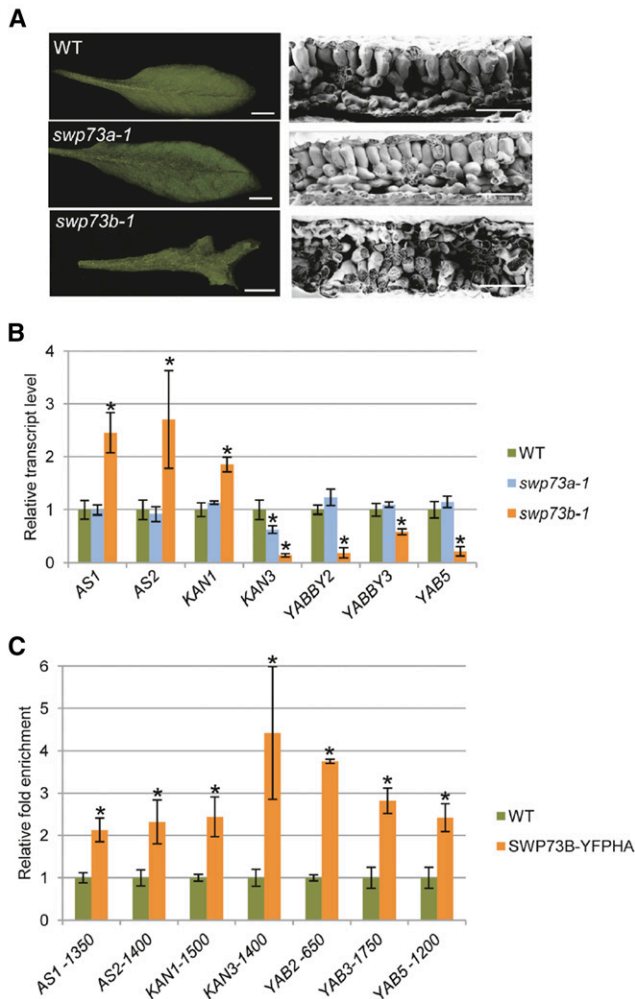 A
WT
swp73a-1
swp73b-1
B
Relative transcript level
4
3
2
1
0
* * * * * * * *
AS1 AS2 KAN1 KAN3 YABBY2 YABBY3 YAB5
WT
swp73a-1
swp73b-1
C
Relative fold enrichment
6
5
4
3
2
1
0
* * * * * * *
AS1 -1350 AS2-1400 KAN1-1500 KAN3-1400 YAB2 -650 YAB3-1750 YAB5 -1200
WT
SWP73B-YFPHA